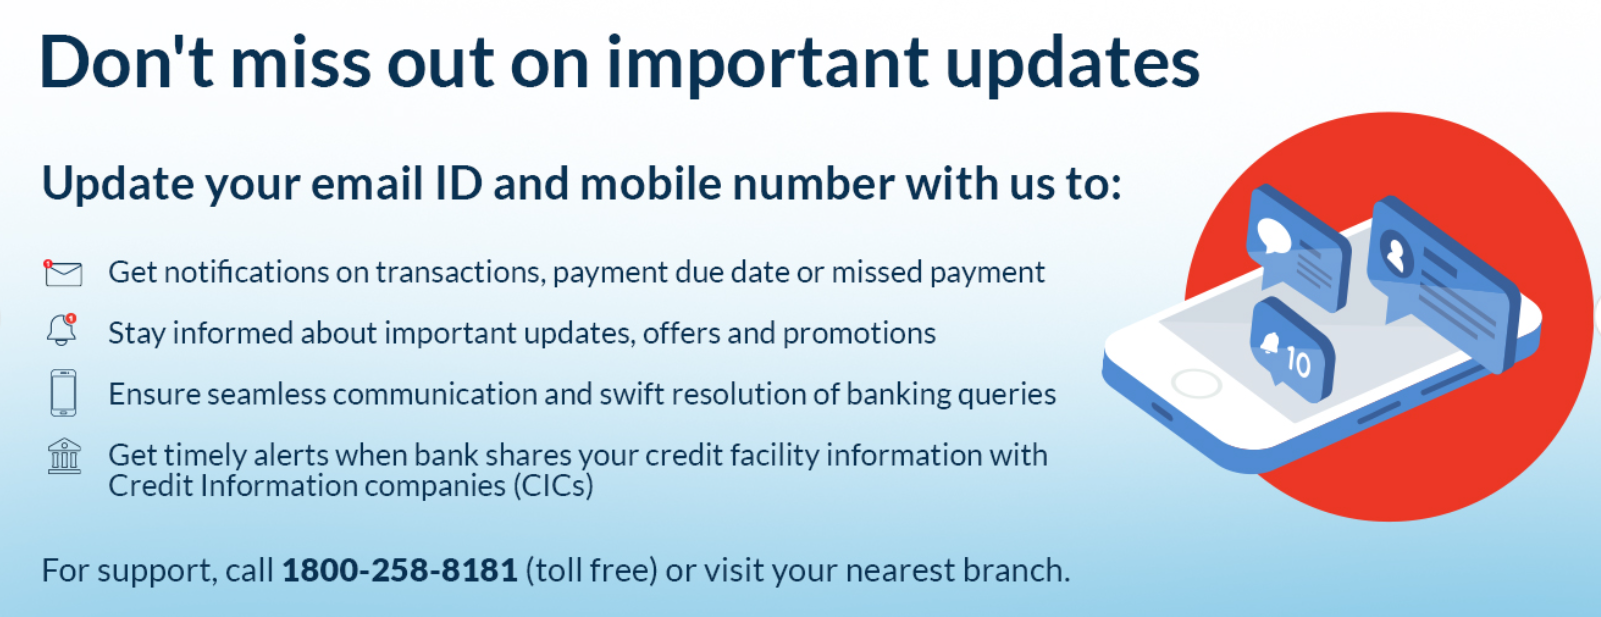 Don't miss out on important updates
Update your email ID and mobile number with us to:
1
Get notifications on transactions, payment due date or missed payment
1
Stay informed about important updates, offers and promotions
Ensure seamless communication and swift resolution of banking queries
Get timely alerts when bank shares your credit facility information with
Credit Information companies (CICs)
10
For support, call 1800-258-8181 (toll free) or visit your nearest branch.